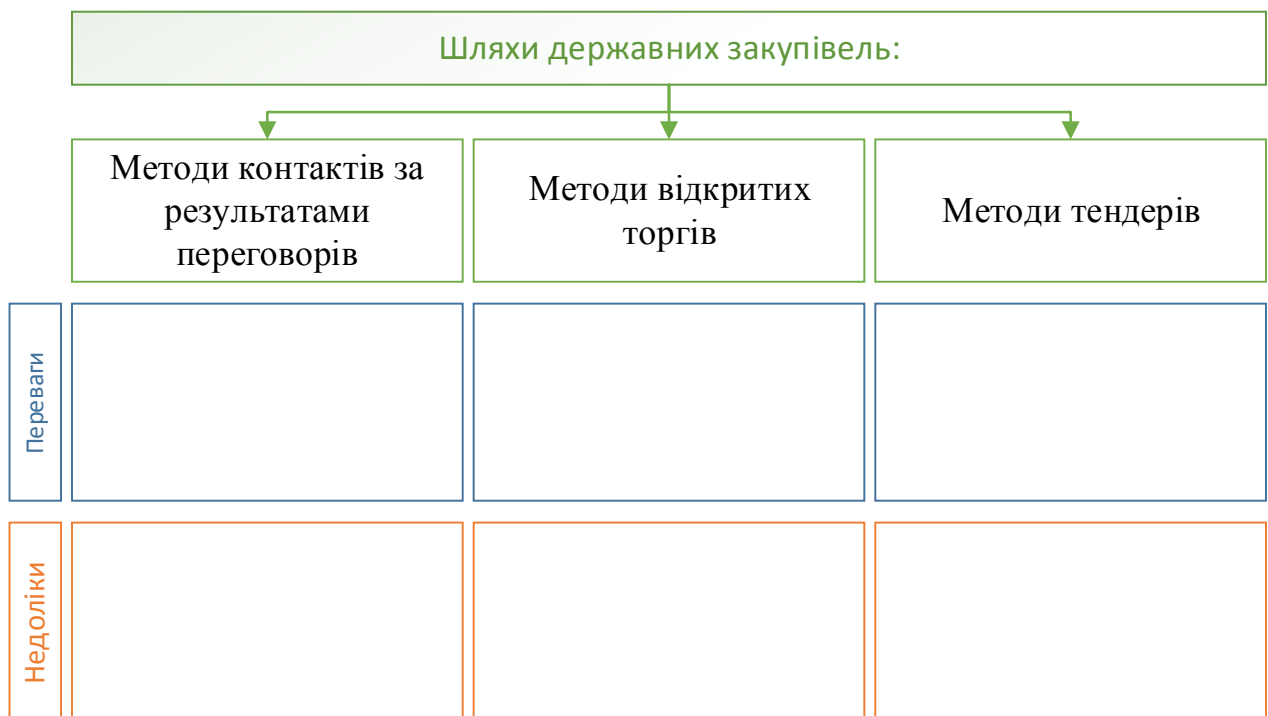 Шляхи державних закупівель:
Методи контактів за
результатами
переговорів
Методи відкритих
торгів
Методи тендерів
Переваги
Недоліки